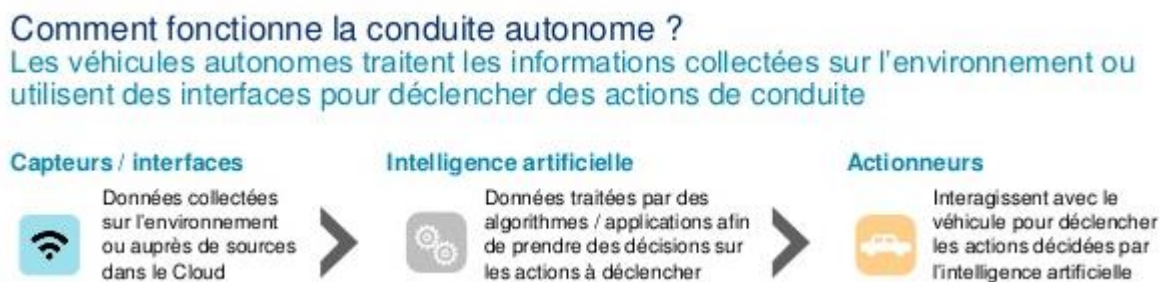 Comment fonctionne la conduite autonome ?
Les véhicules autonomes traitent les informations collectées sur l'environnement ou
utilisent des interfaces pour déclencher des actions de conduite
Capteurs / interfaces
Données collectées
sur l'environnement
ou auprès de sources
dans le Cloud
Intelligence artificielle
Données traitées par des
algorithmes / applications afin
de prendre des décisions sur
les actions à déclencher
Actionneurs
Interagissent avec le
véhicule pour déclencher
les actions décidées par
l'intelligence artificielle